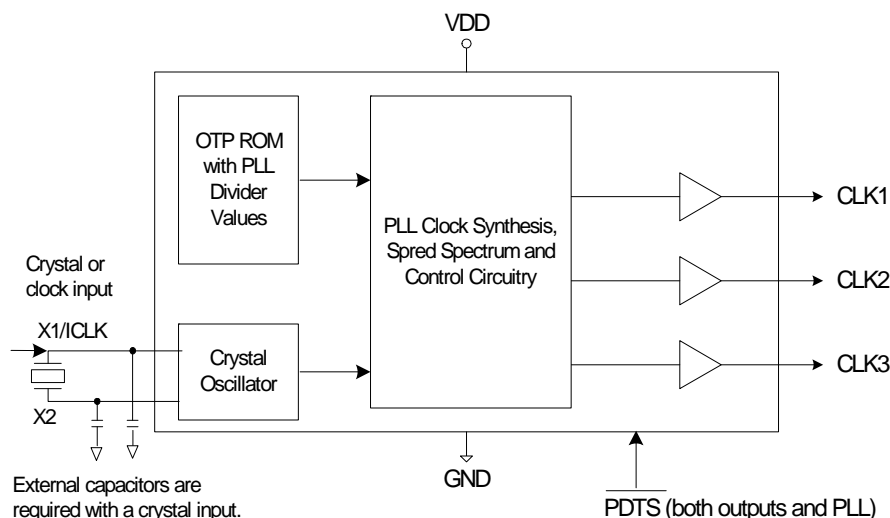 VDD
OTP ROM
with PLL
Divider
Values
PLL Clock Synthesis,
Spred Spectrum and
Control Circuitry
CLK1
CLK2
CLK3
Crystal or
clock input
X1/ICLK
Crystal
Oscillator
X2
External capacitors are
required with a crystal input.
GND
PDTS (both outputs and PLL)